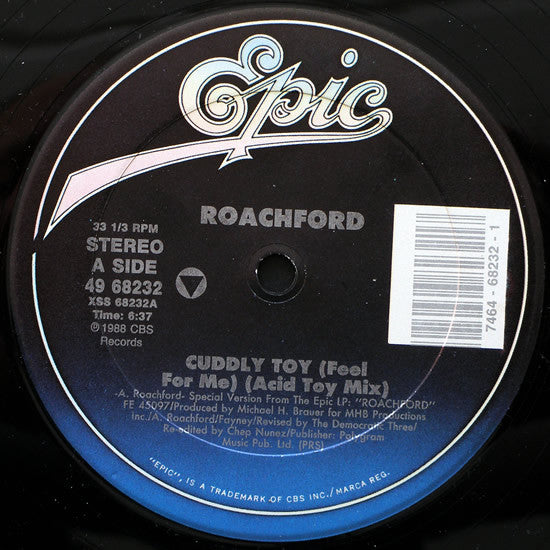 Epic
ROACHFORD
33 1/3 RPM
STEREO
A SIDE
49 68232
XSS 68232A
Time: 6:37
℗1988 CBS
Records
7464 - 68232 - 1
CUDDLY TOY (Feel
For Me) (Acid Toy Mix)
-A. Roachford- Special Version From The Epic LP: "ROACHFORD"
FE 45097/Produced by Michael H. Brauer for MHB Productions
Inc./A. Roachford/Fayney/Revised by The Democratic Three/
Re-edited by Chep Nunez/Publisher: Polygram
Music Pub. Ltd. (PRS)
"EPIC", IS A TRADEMARK OF CBS INC./MARCA REG.